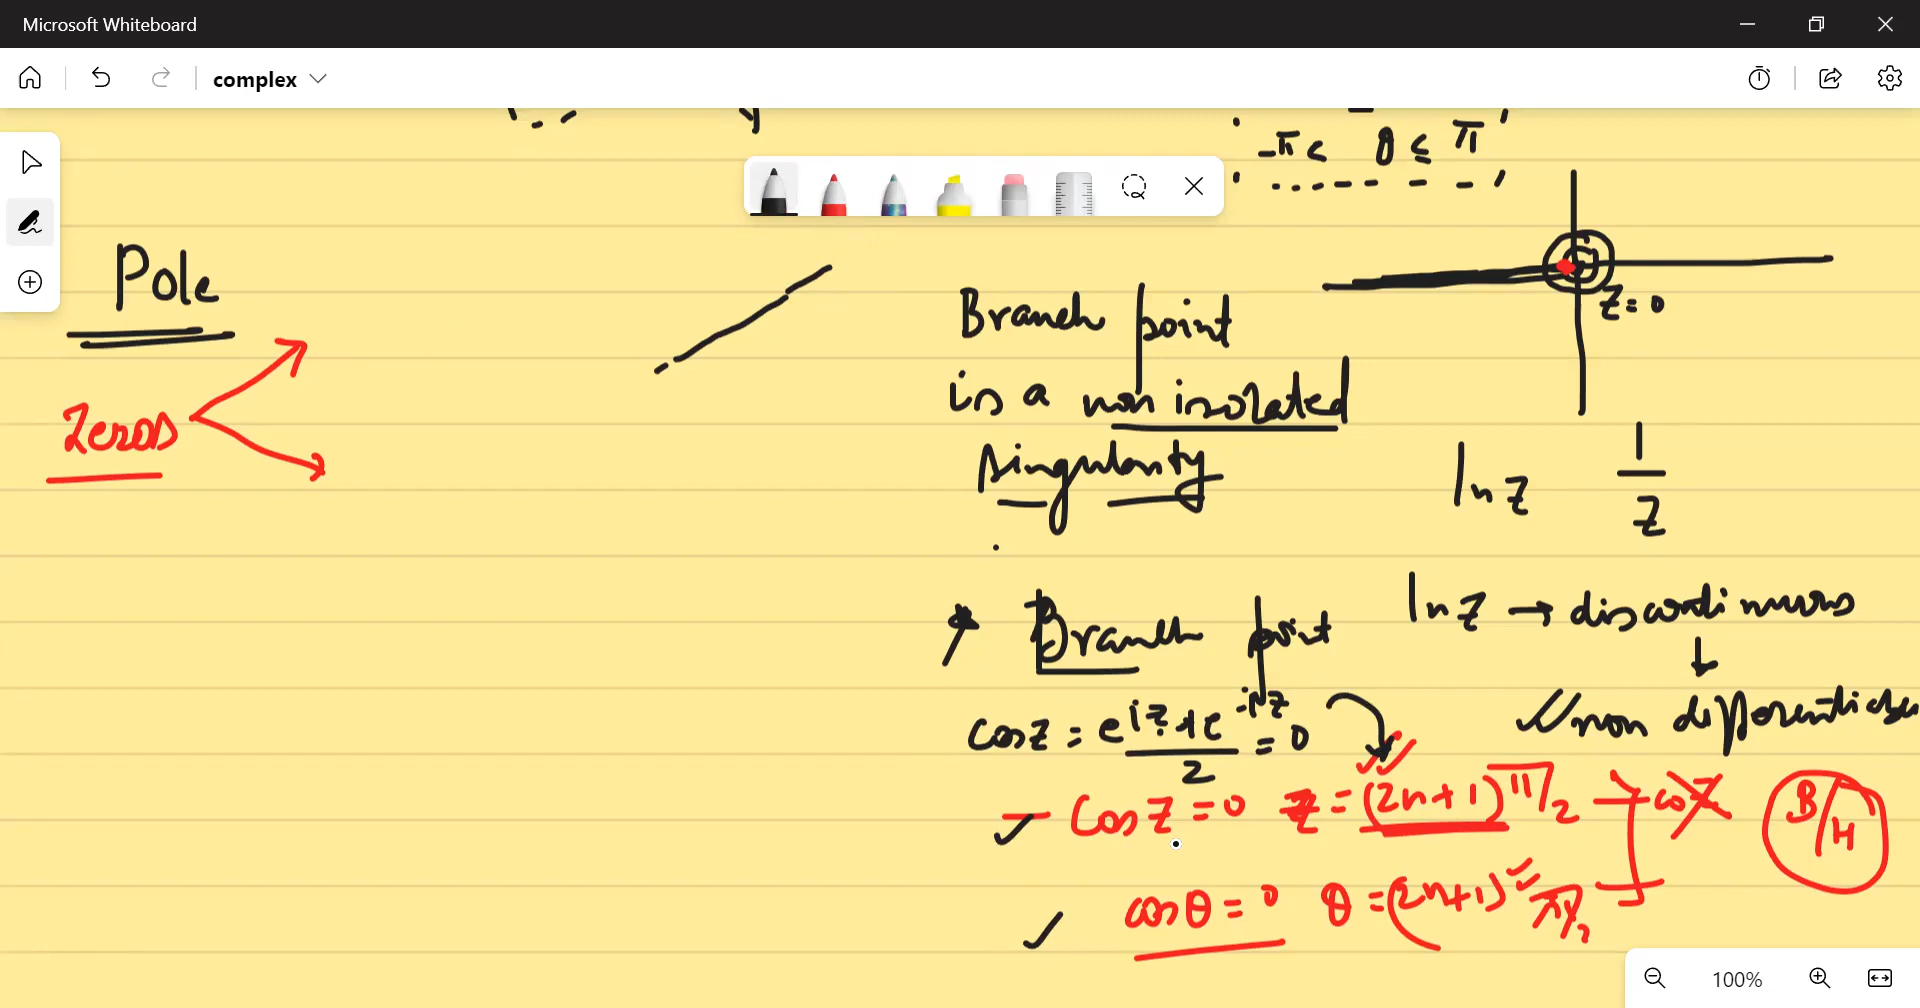 Microsoft Whiteboard
complex
-π < θ ≤ π
Pole
Zeros
z = 0
Branch point
is a non isolated
singularity
ln z
1/z
Branch point
ln z → discontinuous
cos z = (e^{iz} + e^{-iz})/2 = 0
non differentiable
Cos z = 0 z = (2n+1)π/2
B/H
cos θ = 0 θ = (2n+1)π/2
100%